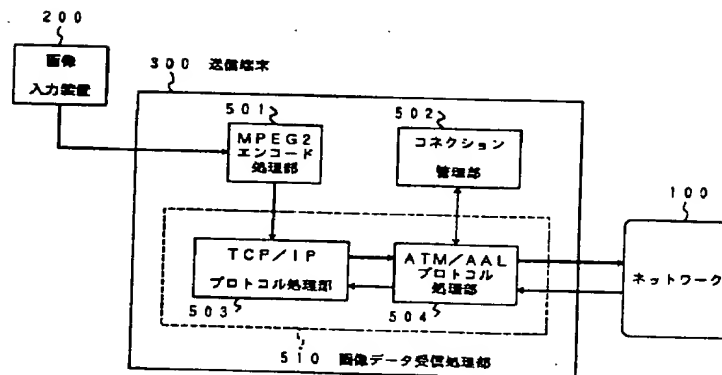 200
画像
入力装置
300 送信端末
501
MPEG2
エンコード
処理部
502
コネクション
管理部
100
ネットワーク
TCP/IP
プロトコル処理部
503
ATM/AAL
プロトコル
処理部
504
510 画像データ受信処理部